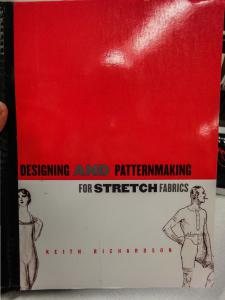 DESIGNING AND PATTERNMAKING
FOR STRETCH FABRICS
KEITH RICHARDSON